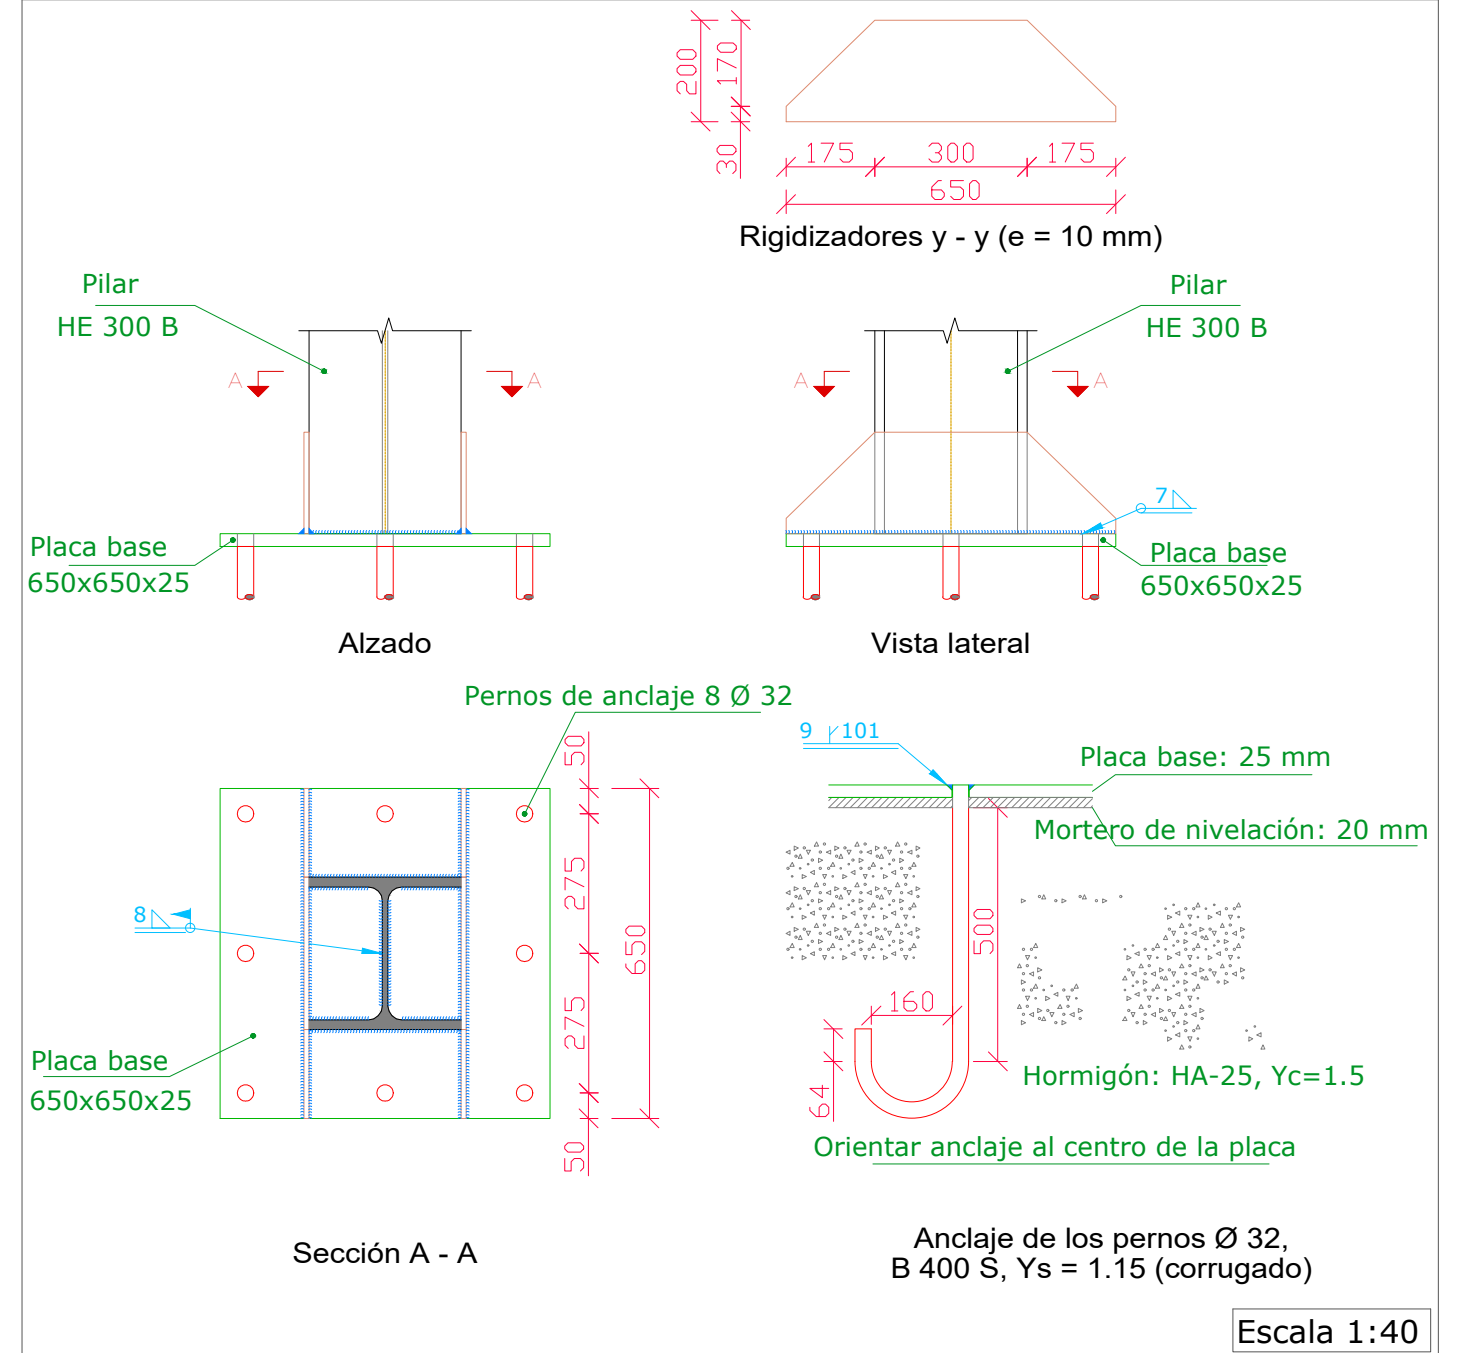 200
170
30
175
300
175
650
Rigidizadores y - y (e = 10 mm)
Pilar
HE 300 B
A
A
Placa base
650x650x25
Alzado
Pilar
HE 300 B
A
A
7
Placa base
650x650x25
Vista lateral
Pernos de anclaje 8 Ø 32
50
275
275
50
650
8
Placa base
650x650x25
Sección A - A
9
101
Placa base: 25 mm
Mortero de nivelación: 20 mm
500
160
64
Hormigón: HA-25, Yc=1.5
Orientar anclaje al centro de la placa
Anclaje de los pernos Ø 32,
B 400 S, Ys = 1.15 (corrugado)
Escala 1:40